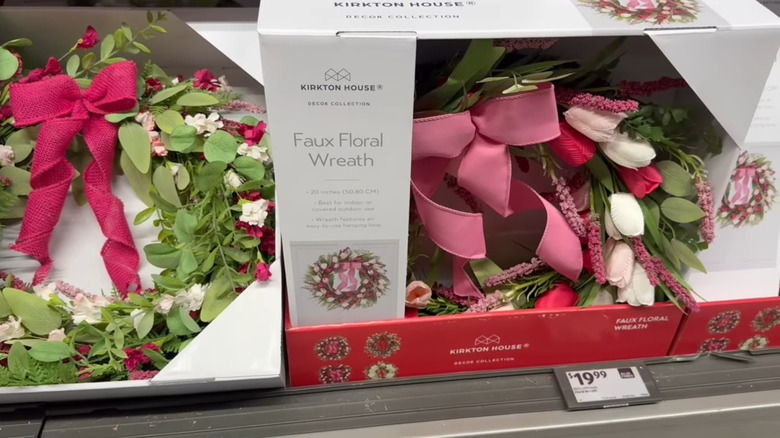 KIRKTON HOUSE®
DECOR COLLECTION
KIRKTON HOUSE®
DECOR COLLECTION
Faux Floral
Wreath
• 20 INCHES (50.80 CM)
• BEST FOR INDOOR OR
COVERED OUTDOOR USE
• WREATH FEATURES AN
EASY-TO-USE HANGING LOOP
KIRKTON HOUSE®
DECOR COLLECTION
FAUX FLORAL
WREATH
$19.99